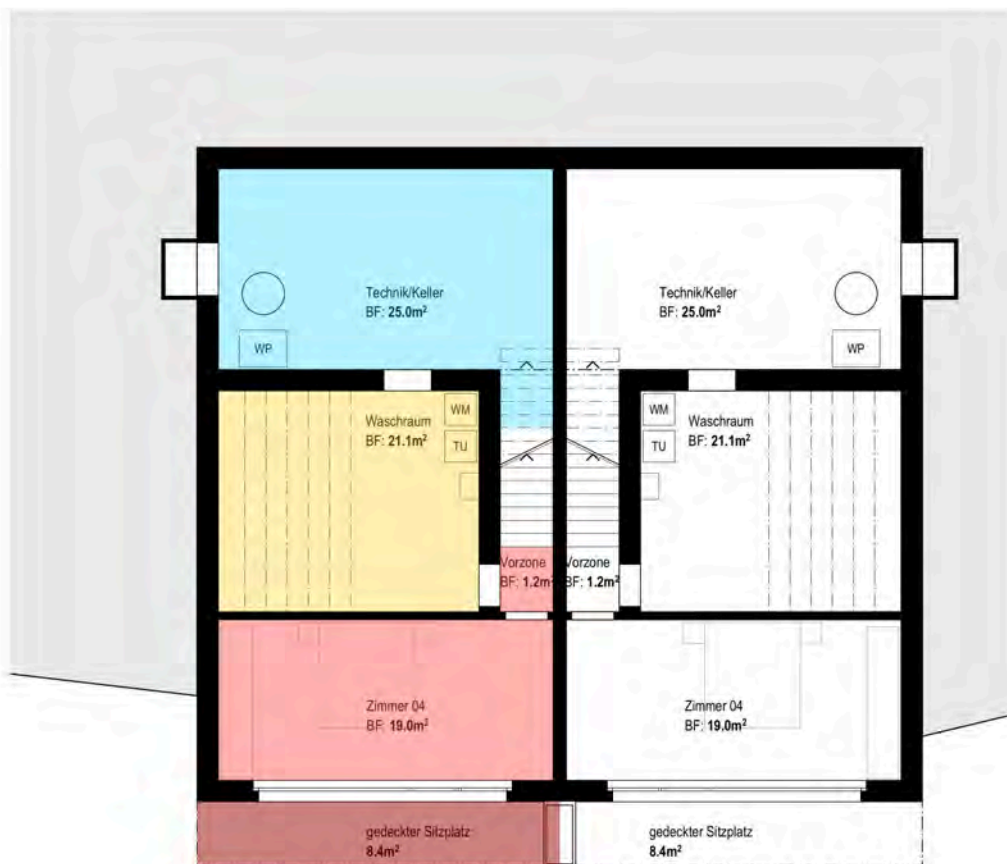 Technik/Keller
BF: 25.0m²
WP
Technik/Keller
BF: 25.0m²
WP
Waschraum
BF: 21.1m²
WM
TU
WM
TU
Waschraum
BF: 21.1m²
Vorzone
BF: 1.2m²
Vorzone
BF: 1.2m²
Zimmer 04
BF: 19.0m²
Zimmer 04
BF: 19.0m²
gedeckter Sitzplatz
8.4m²
gedeckter Sitzplatz
8.4m²